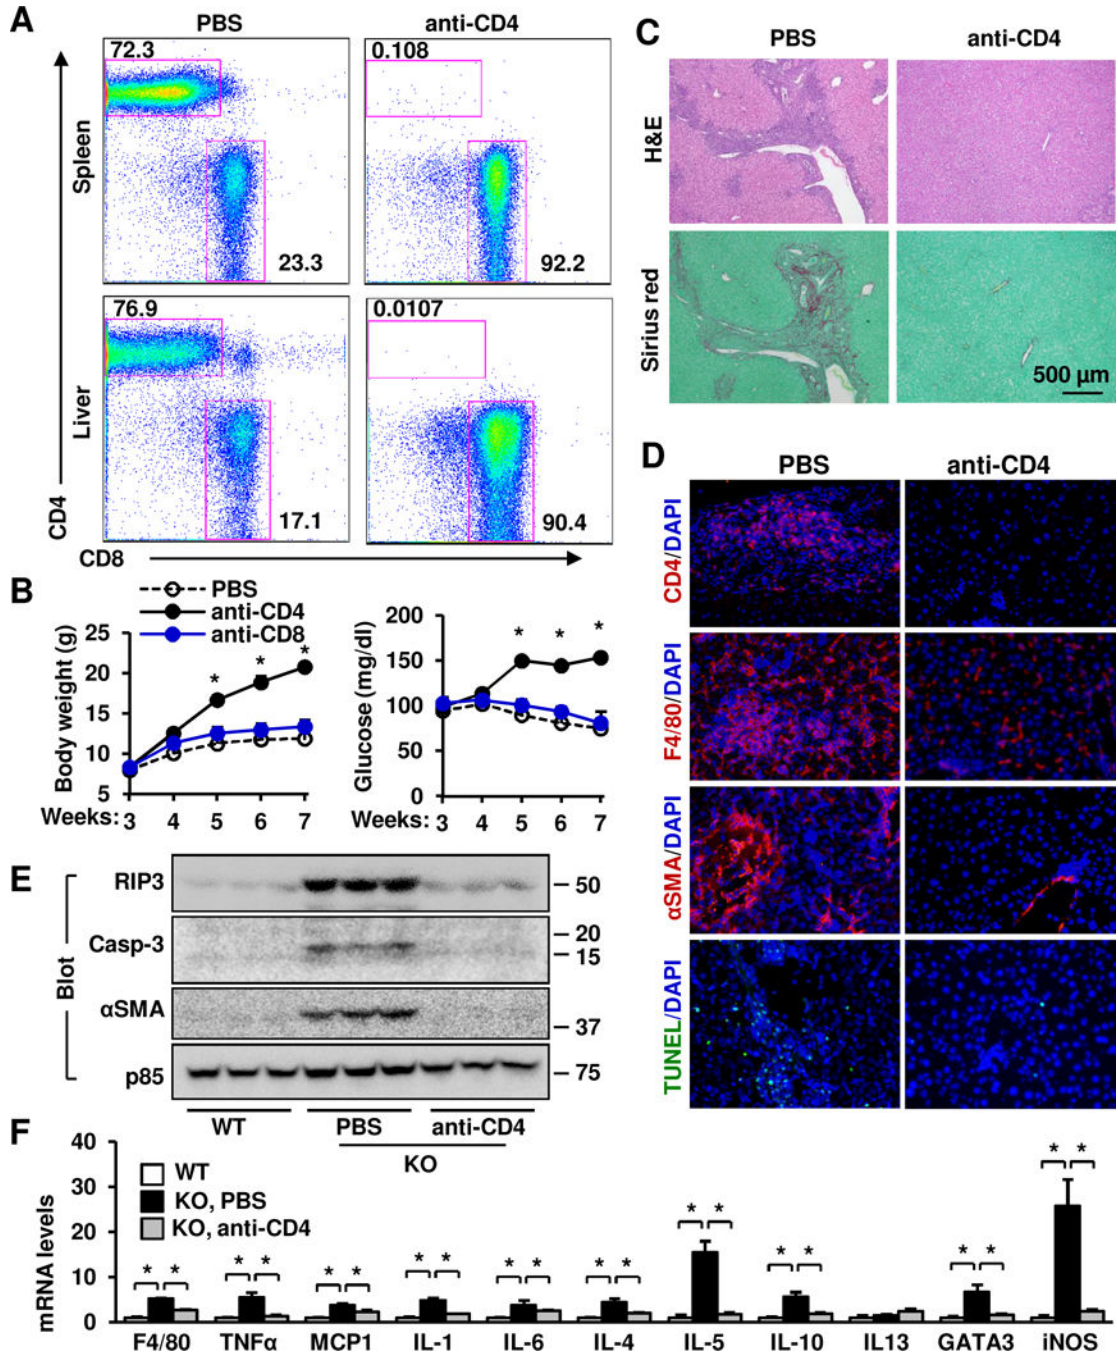 A
PBS
anti-CD4
72.3
0.108
Spleen
23.3
92.2
76.9
0.0107
Liver
17.1
90.4
CD4
CD8
B
PBS
anti-CD4
anti-CD8
Body weight (g)
25
20
15
10
5
*
*
*
Weeks: 3 4 5 6 7
Glucose (mg/dl)
200
150
100
50
0
*
*
*
Weeks: 3 4 5 6 7
C
PBS
anti-CD4
H&E
Sirius red
500 µm
D
PBS
anti-CD4
CD4/DAPI
F4/80/DAPI
αSMA/DAPI
TUNEL/DAPI
E
Blot
RIP3
50
Casp-3
20
15
αSMA
37
p85
75
WT
PBS
anti-CD4
KO
F
mRNA levels
40
30
20
10
0
WT
KO, PBS
KO, anti-CD4
* * * * * * * * * * * * * * * * * * * *
F4/80 TNFα MCP1 IL-1 IL-6 IL-4 IL-5 IL-10 IL13 GATA3 iNOS